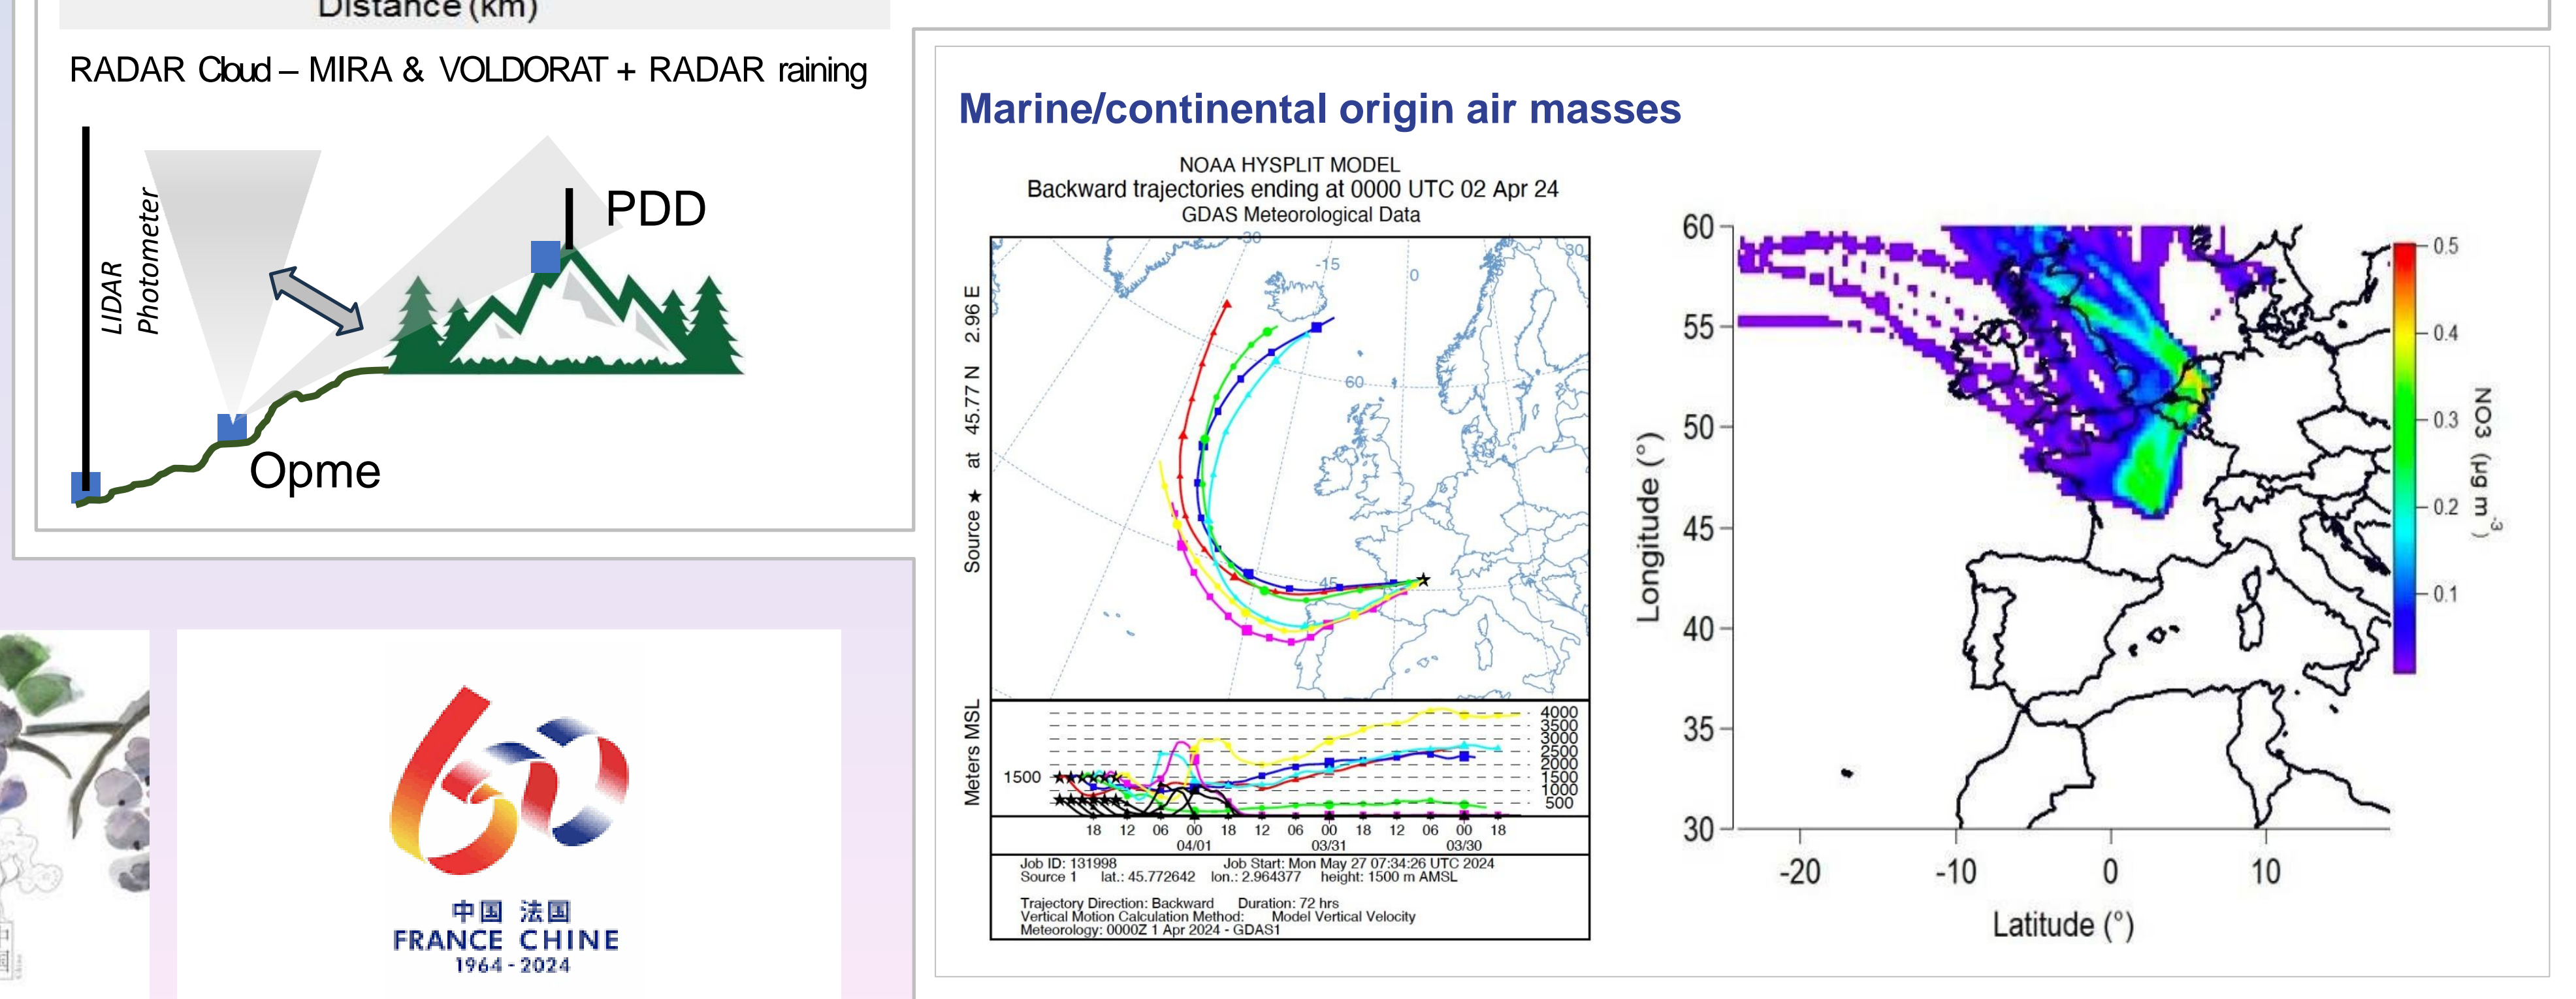 Distance (km)
RADAR Cloud – MIRA & VOLDORAT + RADAR raining
LIDAR
Photometer
PDD
Opme
中国 法国
FRANCE CHINE
1964 - 2024
Marine/continental origin air masses
NOAA HYSPLIT MODEL
Backward trajectories ending at 0000 UTC 02 Apr 24
GDAS Meteorological Data
Source ★ at 45.77 N 2.96 E
-30
-15
0
30
60
45
Meters MSL
1500
4000
3500
3000
2500
2000
1500
1000
500
18 12 06 00 18 12 06 00 18 12 06 00 18
04/01 03/31 03/30
Job ID: 131998 Job Start: Mon May 27 07:34:26 UTC 2024
Source 1 lat.: 45.772642 lon.: 2.964377 height: 1500 m AMSL
Trajectory Direction: Backward Duration: 72 hrs
Vertical Motion Calculation Method: Model Vertical Velocity
Meteorology: 0000Z 1 Apr 2024 - GDAS1
Longitude (°)
60
55
50
45
40
35
30
-20 -10 0 10
Latitude (°)
0.5
0.4
0.3
0.2
0.1
NO3 (µg m-3)